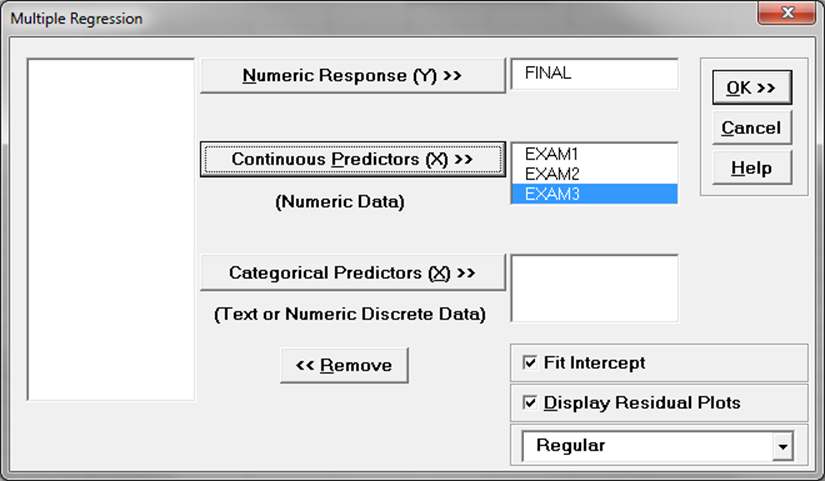 Multiple Regression
Numeric Response (Y) >>
FINAL
OK >>
Cancel
Help
Continuous Predictors (X) >>
(Numeric Data)
EXAM1
EXAM2
EXAM3
Categorical Predictors (X) >>
(Text or Numeric Discrete Data)
<< Remove
Fit Intercept
Display Residual Plots
Regular